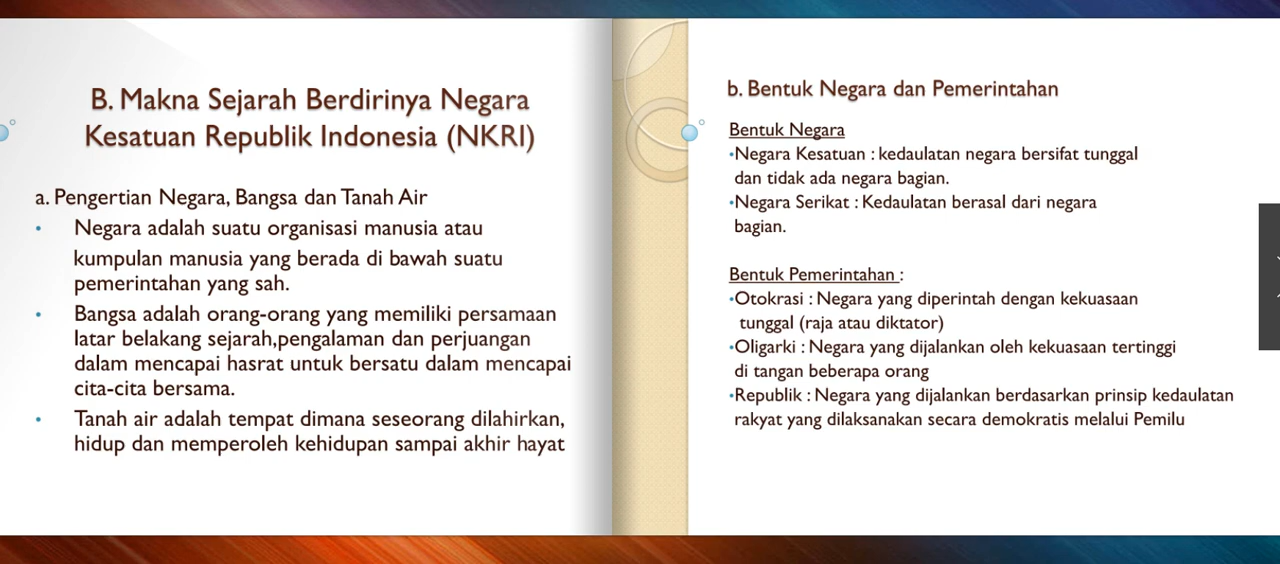 B. Makna Sejarah Berdirinya Negara
Kesatuan Republik Indonesia (NKRI)
a. Pengertian Negara, Bangsa dan Tanah Air
• Negara adalah suatu organisasi manusia atau
kumpulan manusia yang berada di bawah suatu
pemerintahan yang sah.
• Bangsa adalah orang-orang yang memiliki persamaan
latar belakang sejarah,pengalaman dan perjuangan
dalam mencapai hasrat untuk bersatu dalam mencapai
cita-cita bersama.
• Tanah air adalah tempat dimana seseorang dilahirkan,
hidup dan memperoleh kehidupan sampai akhir hayat
b. Bentuk Negara dan Pemerintahan
Bentuk Negara
•Negara Kesatuan : kedaulatan negara bersifat tunggal
dan tidak ada negara bagian.
•Negara Serikat : Kedaulatan berasal dari negara
bagian.
Bentuk Pemerintahan :
•Otokrasi : Negara yang diperintah dengan kekuasaan
tunggal (raja atau diktator)
•Oligarki : Negara yang dijalankan oleh kekuasaan tertinggi
di tangan beberapa orang
•Republik : Negara yang dijalankan berdasarkan prinsip kedaulatan
rakyat yang dilaksanakan secara demokratis melalui Pemilu